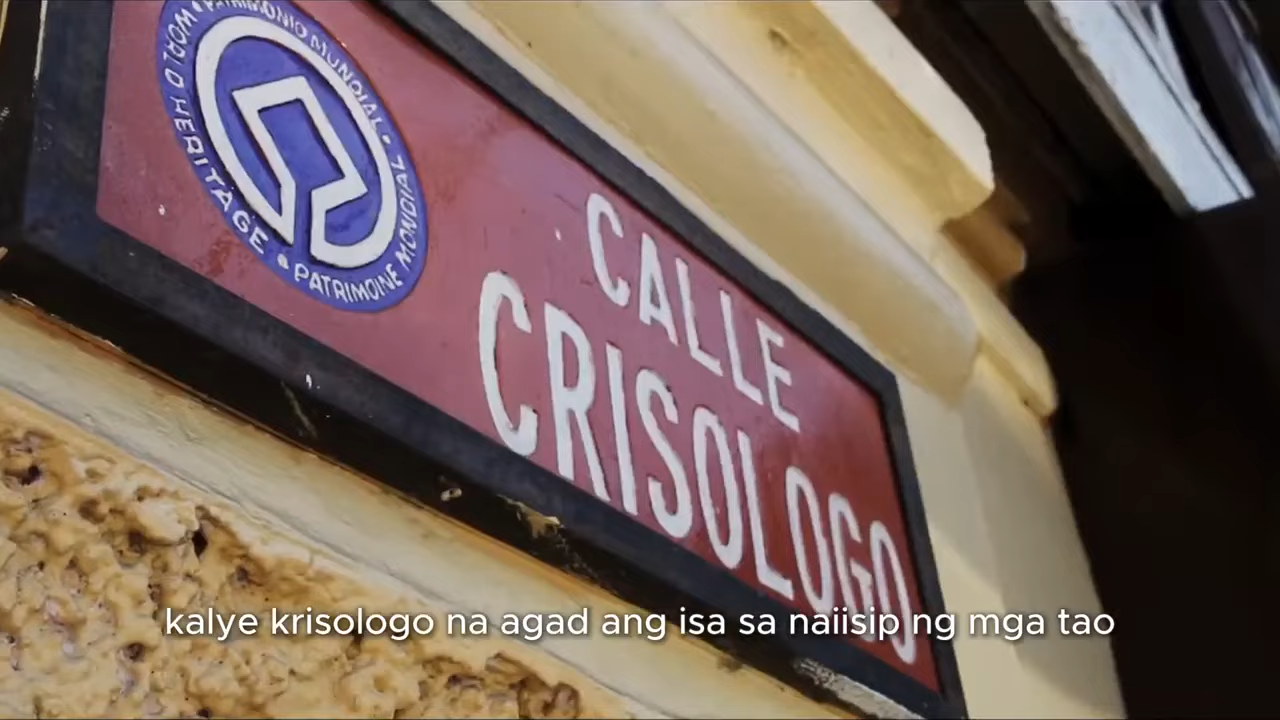 WORLD HERITAGE • PATRIMONIO MUNDIAL • PATRIMOINE MONDIAL
CALLE
CRISOLOGO
kalye krisologo na agad ang isa sa naiisip ng mga tao